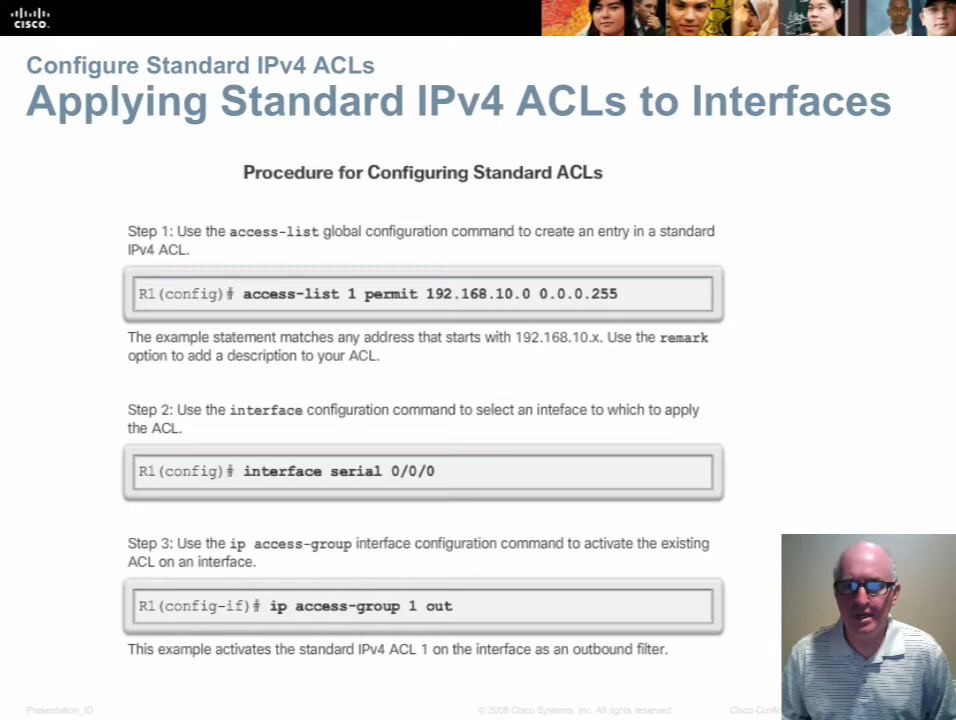 CISCO
Configure Standard IPv4 ACLs
Applying Standard IPv4 ACLs to Interfaces
Procedure for Configuring Standard ACLs
Step 1: Use the access-list global configuration command to create an entry in a standard
IPv4 ACL.
R1(config)# access-list 1 permit 192.168.10.0 0.0.0.255
The example statement matches any address that starts with 192.168.10.x. Use the remark
option to add a description to your ACL.
Step 2: Use the interface configuration command to select an inteface to which to apply
the ACL.
R1(config)# interface serial 0/0/0
Step 3: Use the ip access-group interface configuration command to activate the existing
ACL on an interface.
R1(config-if)# ip access-group 1 out
This example activates the standard IPv4 ACL 1 on the interface as an outbound filter.
Presentation_ID
© 2008 Cisco Systems, Inc. All rights reserved.
Cisco